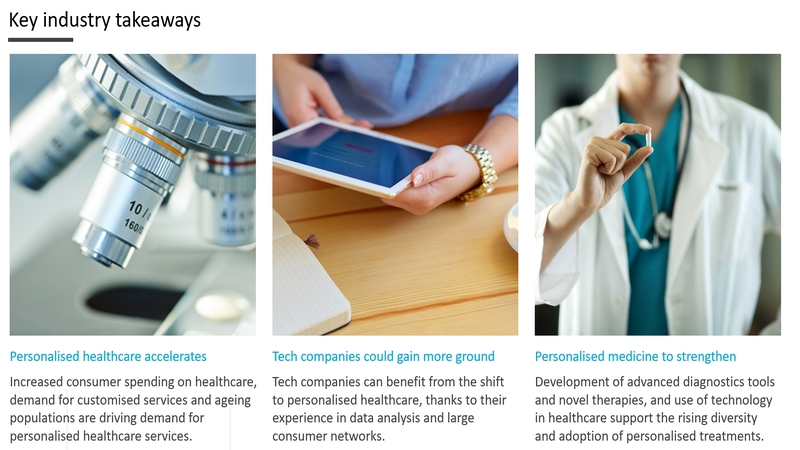 Key industry takeaways
10/
160/
Personalised healthcare accelerates
Increased consumer spending on healthcare,
demand for customised services and ageing
populations are driving demand for
personalised healthcare services.
Tech companies could gain more ground
Tech companies can benefit from the shift
to personalised healthcare, thanks to their
experience in data analysis and large
consumer networks.
Personalised medicine to strengthen
Development of advanced diagnostics tools
and novel therapies, and use of technology
in healthcare support the rising diversity
and adoption of personalised treatments.